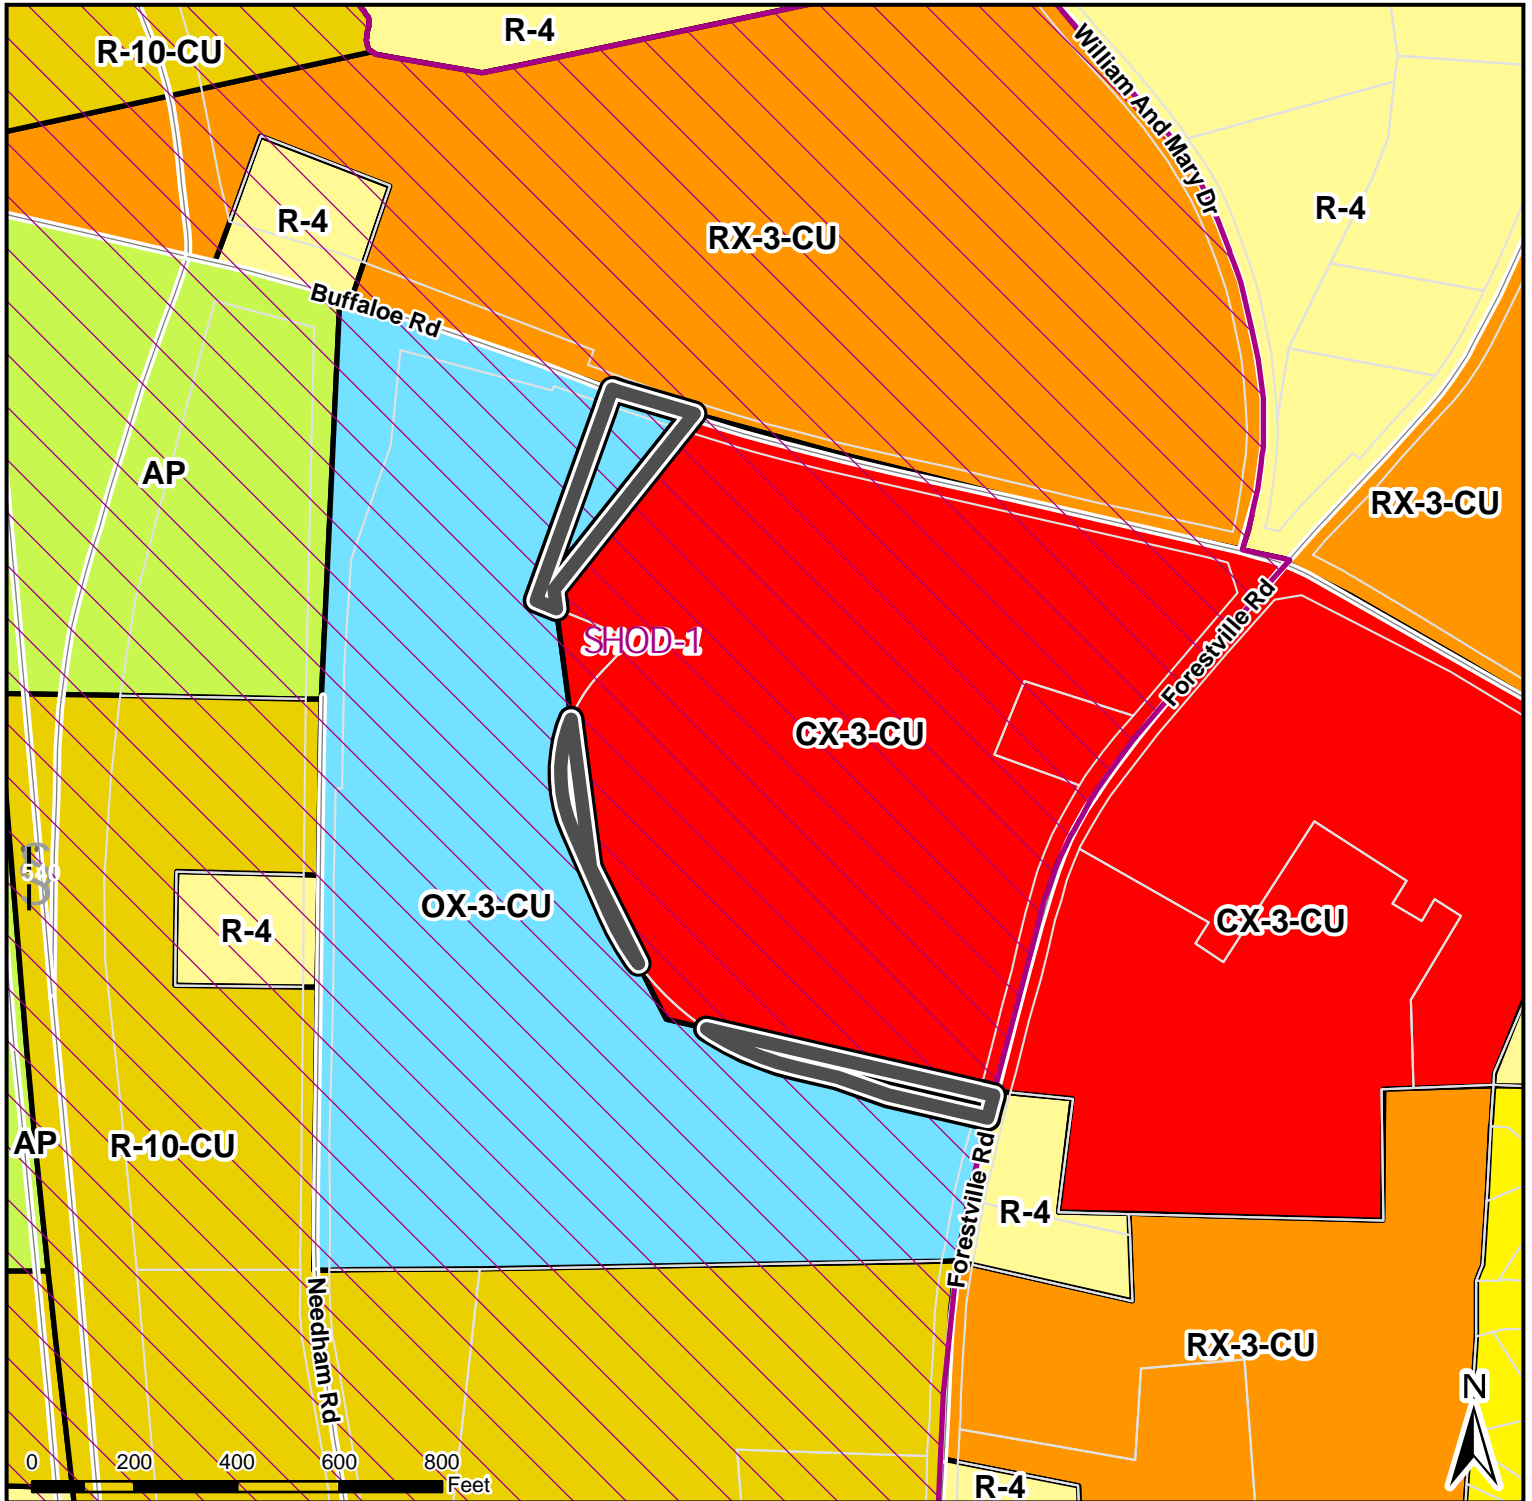 R-4
R-10-CU
William And Mary Dr
R-4
R-4
RX-3-CU
Buffaloe Rd
AP
RX-3-CU
Forestville Rd
SHOD-1
CX-3-CU
540
OX-3-CU
CX-3-CU
R-4
AP
R-10-CU
Forestville Rd
R-4
Needham Rd
RX-3-CU
N
0 200 400 600 800
Feet
R-4